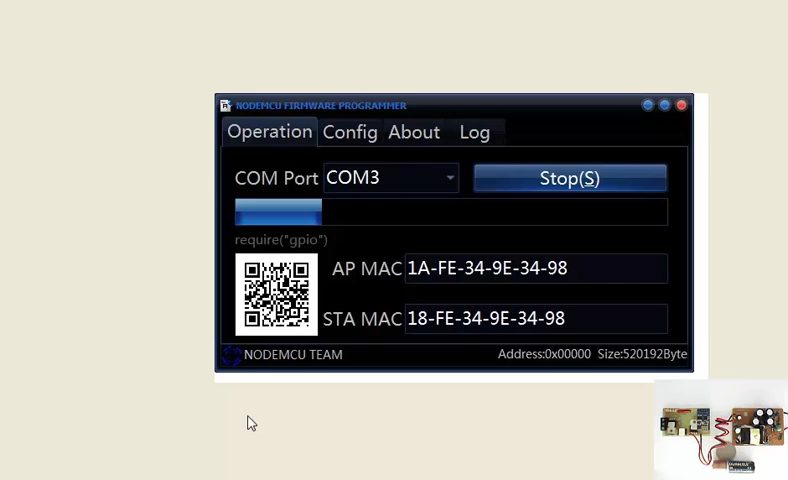 NODEMCU FIRMWARE PROGRAMMER
Operation Config About Log
COM Port COM3 Stop(S)
require("gpio")
AP MAC 1A-FE-34-9E-34-98
STA MAC 18-FE-34-9E-34-98
NODEMCU TEAM Address:0x00000 Size:520192Byte